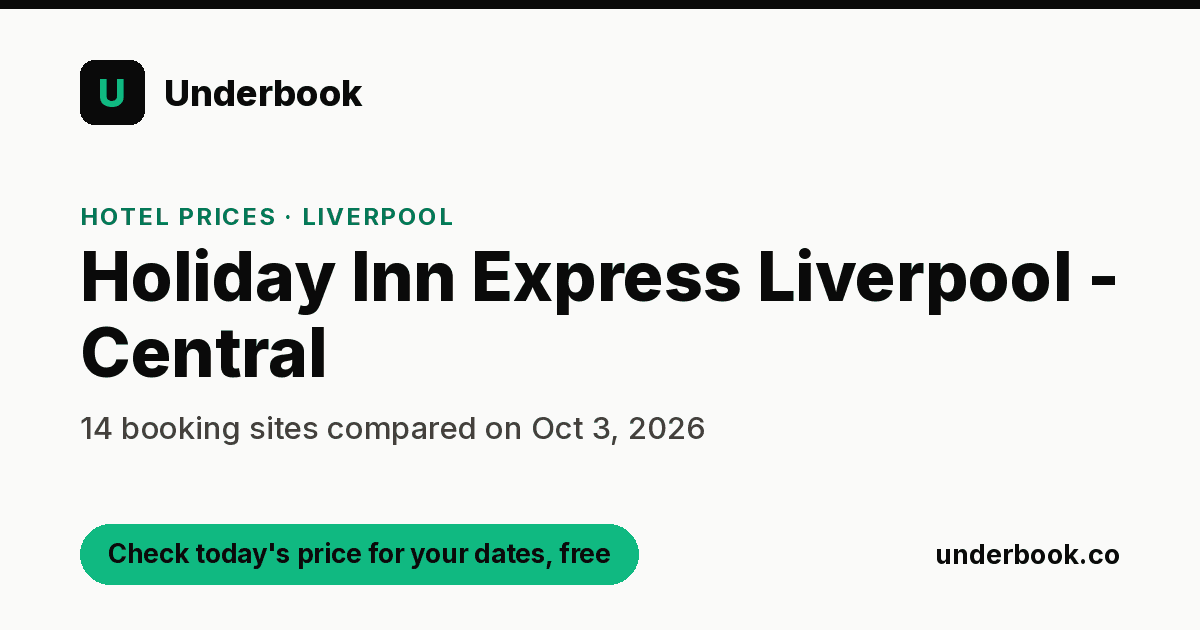 U
Underbook
HOTEL PRICES · LIVERPOOL
Holiday Inn Express Liverpool -
Central
14 booking sites compared on Oct 3, 2026
Check today's price for your dates, free
underbook.co